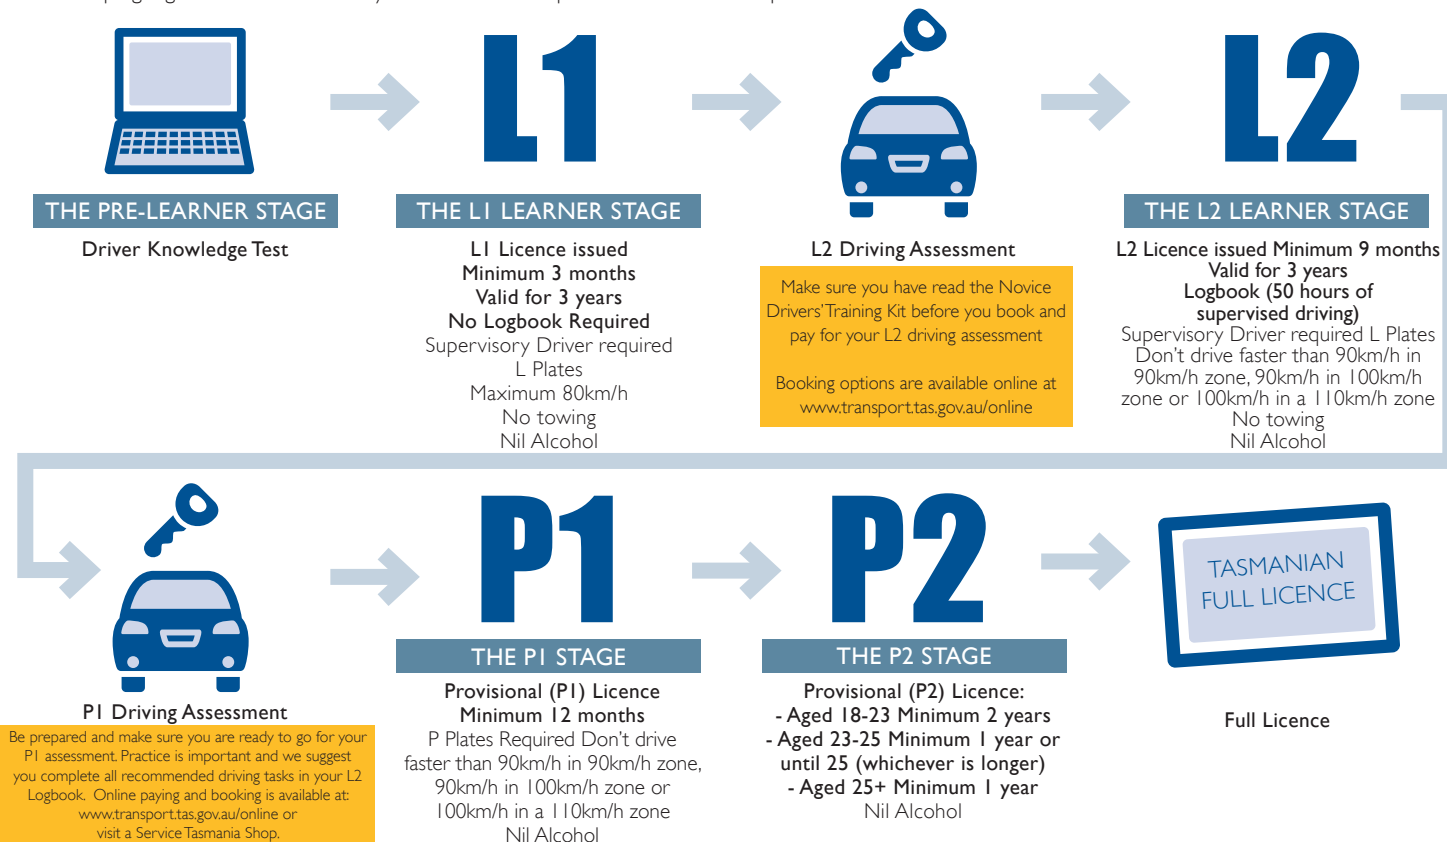 L1
L2
THE PRE-LEARNER STAGE
Driver Knowledge Test
THE L1 LEARNER STAGE
L1 Licence issued
Minimum 3 months
Valid for 3 years
No Logbook Required
Supervisory Driver required
L Plates
Maximum 80km/h
No towing
Nil Alcohol
L2 Driving Assessment
Make sure you have read the Novice
Drivers' Training Kit before you book and
pay for your L2 driving assessment
Booking options are available online at
www.transport.tas.gov.au/online
THE L2 LEARNER STAGE
L2 Licence issued Minimum 9 months
Valid for 3 years
Logbook (50 hours of
supervised driving)
Supervisory Driver required L Plates
Don't drive faster than 90km/h in
90km/h zone, 90km/h in 100km/h
zone or 100km/h in a 110km/h zone
No towing
Nil Alcohol
P1 Driving Assessment
Be prepared and make sure you are ready to go for your
P1 assessment. Practice is important and we suggest
you complete all recommended driving tasks in your L2
Logbook. Online paying and booking is available at:
www.transport.tas.gov.au/online or
visit a Service Tasmania Shop.
P1
THE P1 STAGE
Provisional (P1) Licence
Minimum 12 months
P Plates Required Don't drive
faster than 90km/h in 90km/h zone,
90km/h in 100km/h zone or
100km/h in a 110km/h zone
Nil Alcohol
P2
THE P2 STAGE
Provisional (P2) Licence:
- Aged 18-23 Minimum 2 years
- Aged 23-25 Minimum 1 year or
until 25 (whichever is longer)
- Aged 25+ Minimum 1 year
Nil Alcohol
TASMANIAN
FULL LICENCE
Full Licence